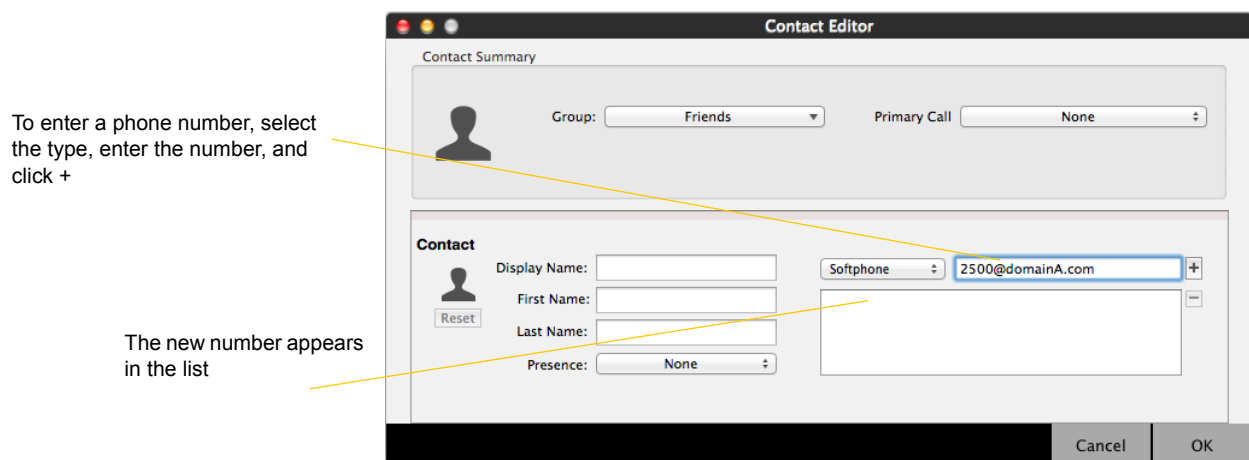 Contact Editor
Contact Summary
To enter a phone number, select
the type, enter the number, and
click +
Group: Friends Primary Call None
Contact
Display Name: Softphone 2500@domainA.com +
First Name: −
Reset
Last Name:
The new number appears
in the list
Presence: None
Cancel OK